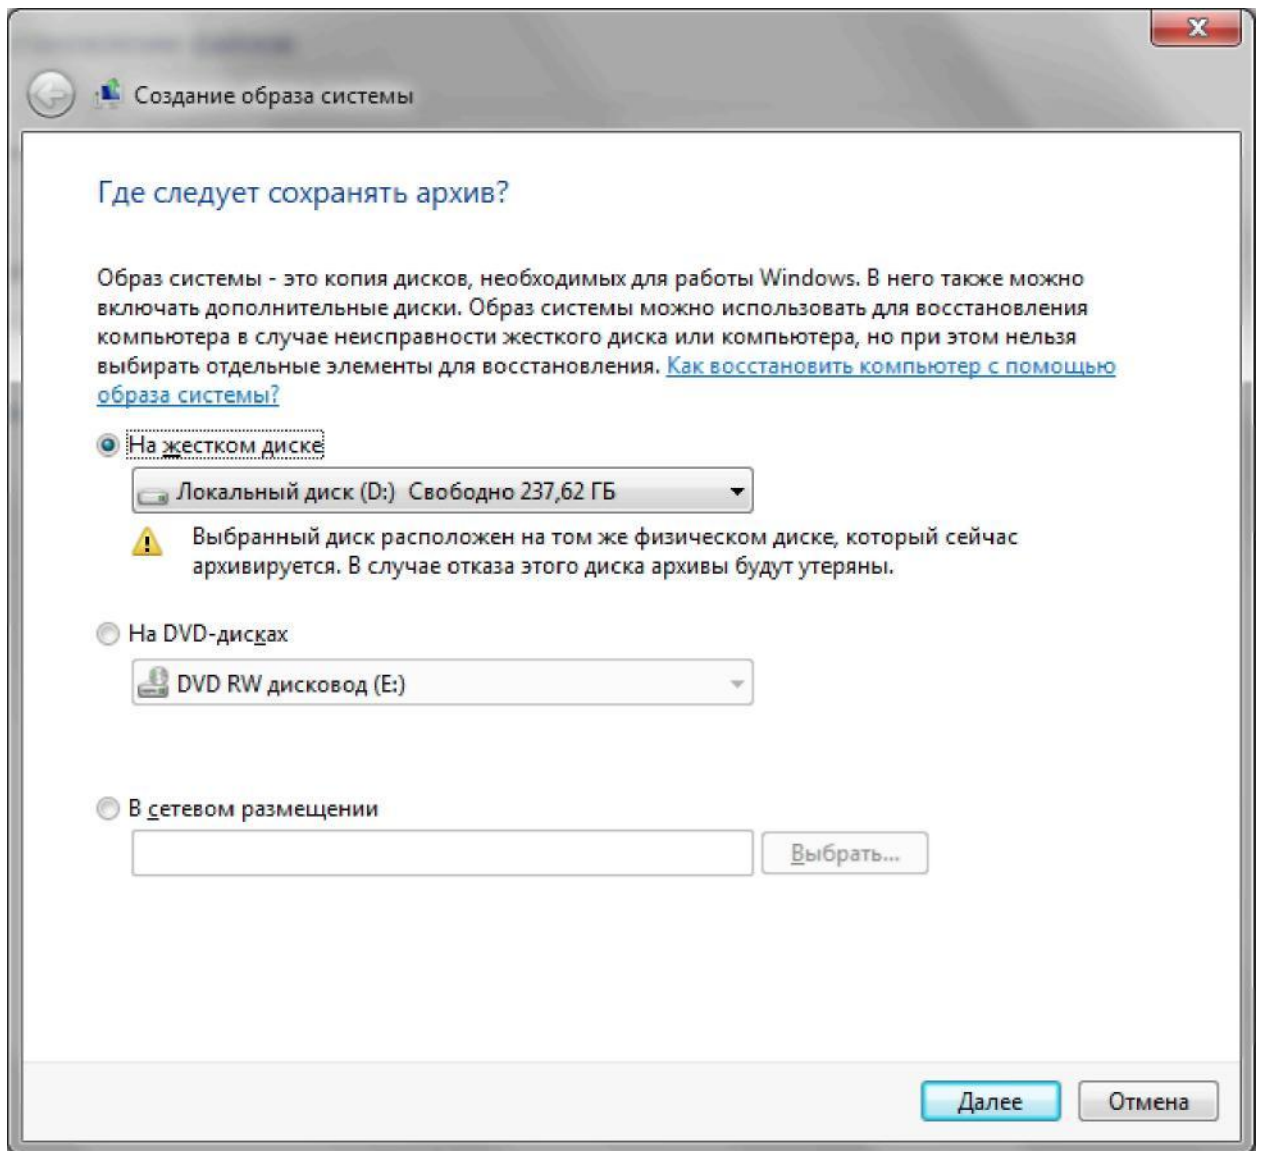 Создание образа системы
Где следует сохранять архив?
Образ системы - это копия дисков, необходимых для работы Windows. В него также можно
включать дополнительные диски. Образ системы можно использовать для восстановления
компьютера в случае неисправности жесткого диска или компьютера, но при этом нельзя
выбирать отдельные элементы для восстановления. Как восстановить компьютер с помощью
образа системы?
На жестком диске
Локальный диск (D:) Свободно 237,62 ГБ
Выбранный диск расположен на том же физическом диске, который сейчас
архивируется. В случае отказа этого диска архивы будут утеряны.
На DVD-дисках
DVD RW дисковод (E:)
В сетевом размещении
Выбрать...
Далее
Отмена